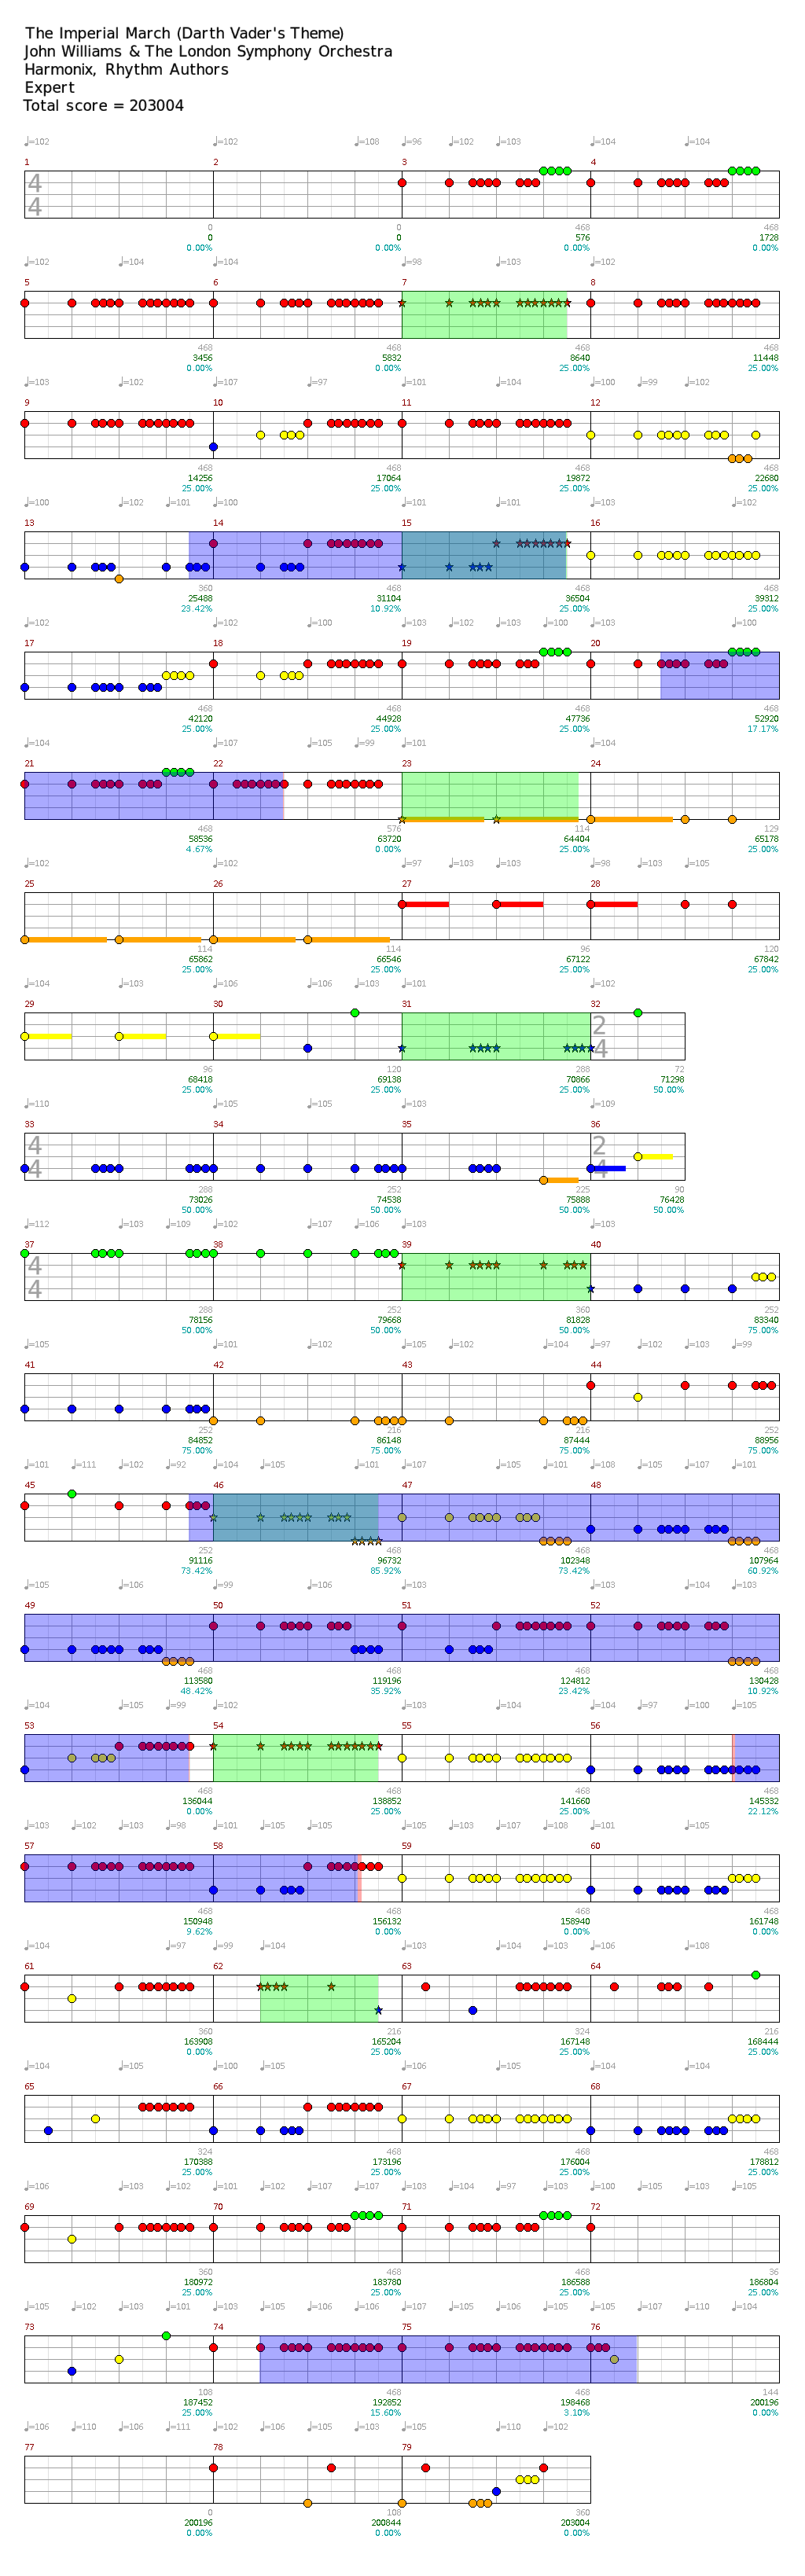 The Imperial March (Darth Vader's Theme)
John Williams & The London Symphony Orchestra
Harmonix, Rhythm Authors
Expert
Total score = 203004
♩=102 ♩=102 ♩=108 ♩=96 ♩=102 ♩=103 ♩=104 ♩=104
1 2 3 4
4
4
0 0 468 468
0 0 576 1728
0.00% 0.00% 0.00% 0.00%
♩=102 ♩=104 ♩=104 ♩=98 ♩=103 ♩=102
5 6 7 8
468 468 468 468
3456 5832 8640 11448
0.00% 0.00% 25.00% 25.00%
♩=103 ♩=102 ♩=107 ♩=97 ♩=101 ♩=104 ♩=100 ♩=99 ♩=102
9 10 11 12
468 468 468 468
14256 17064 19872 22680
25.00% 25.00% 25.00% 25.00%
♩=100 ♩=102 ♩=101 ♩=100 ♩=101 ♩=101 ♩=103 ♩=102
13 14 15 16
360 468 468 468
25488 31104 36504 39312
23.42% 10.92% 25.00% 25.00%
♩=102 ♩=102 ♩=100 ♩=103 ♩=102 ♩=103 ♩=100 ♩=103 ♩=100
17 18 19 20
468 468 468 468
42120 44928 47736 52920
25.00% 25.00% 25.00% 17.17%
♩=104 ♩=107 ♩=105 ♩=99 ♩=101 ♩=104
21 22 23 24
468 576 114 129
58536 63720 64404 65178
4.67% 0.00% 25.00% 25.00%
♩=102 ♩=102 ♩=97 ♩=103 ♩=103 ♩=98 ♩=103 ♩=105
25 26 27 28
114 114 96 120
65862 66546 67122 67842
25.00% 25.00% 25.00% 25.00%
♩=104 ♩=103 ♩=106 ♩=106 ♩=101 ♩=102
29 30 31 32
2
4
96 120 288 72
68418 69138 70866 71298
25.00% 25.00% 25.00% 50.00%
♩=110 ♩=105 ♩=105 ♩=103 ♩=109
33 34 35 36
4 2
4 4
288 252 225 90
73026 74538 75888 76428
50.00% 50.00% 50.00% 50.00%
♩=112 ♩=103 ♩=109 ♩=102 ♩=107 ♩=106 ♩=103 ♩=103
37 38 39 40
4
4
288 252 360 252
78156 79668 81828 83340
50.00% 50.00% 50.00% 75.00%
♩=105 ♩=101 ♩=102 ♩=105 ♩=102 ♩=104 ♩=97 ♩=102 ♩=103 ♩=99
41 42 43 44
252 216 216 252
84852 86148 87444 88956
75.00% 75.00% 75.00% 75.00%
♩=101 ♩=111 ♩=102 ♩=92 ♩=104 ♩=105 ♩=101 ♩=107 ♩=105 ♩=101 ♩=108 ♩=107 ♩=101
45 46 47 48
252 468 468 468
91116 96732 102348 107964
73.42% 85.92% 73.42% 60.92%
♩=105 ♩=106 ♩=99 ♩=106 ♩=103 ♩=103 ♩=104 ♩=103
49 50 51 52
468 468 468 468
113580 119196 124812 130428
48.42% 35.92% 23.42% 10.92%
♩=104 ♩=105 ♩=99 ♩=102 ♩=103 ♩=104 ♩=104 ♩=97 ♩=100 ♩=105
53 54 55 56
468 468 468 468
136044 138852 141660 145332
0.00% 25.00% 25.00% 22.12%
♩=103 ♩=102 ♩=103 ♩=98 ♩=101 ♩=105 ♩=106 ♩=105 ♩=101 ♩=105
57 58 59 60
468 468 468 468
150948 156132 158940 161748
9.62% 0.00% 0.00% 0.00%
♩=104 ♩=97 ♩=99 ♩=104 ♩=103 ♩=104 ♩=103 ♩=106 ♩=108
61 62 63 64
360 216 324 216
163908 165204 167148 168444
0.00% 25.00% 25.00% 25.00%
♩=104 ♩=105 ♩=100 ♩=105 ♩=106 ♩=105 ♩=104 ♩=104
65 66 67 68
324 468 468 468
170388 173196 176004 178812
25.00% 25.00% 25.00% 25.00%
♩=106 ♩=103 ♩=102 ♩=101 ♩=102 ♩=107 ♩=107 ♩=103 ♩=104 ♩=97 ♩=103 ♩=100 ♩=105 ♩=103 ♩=105
69 70 71 72
360 468 468 36
180972 183780 186588 186804
25.00% 25.00% 25.00% 25.00%
♩=105 ♩=102 ♩=103 ♩=100 ♩=103 ♩=104 ♩=106 ♩=106 ♩=107 ♩=105 ♩=106 ♩=105 ♩=107 ♩=110 ♩=104
73 74 75 76
108 468 468 144
187452 192852 198468 200196
25.00% 15.60% 3.10% 0.00%
♩=106 ♩=110 ♩=106 ♩=111 ♩=102 ♩=106 ♩=105 ♩=103 ♩=105 ♩=110 ♩=102
77 78 79
0 108 360
200196 200844 203004
0.00% 0.00% 0.00%